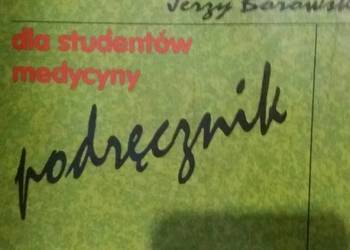 Jerzy
dla studentów
medycyny
podręcznik